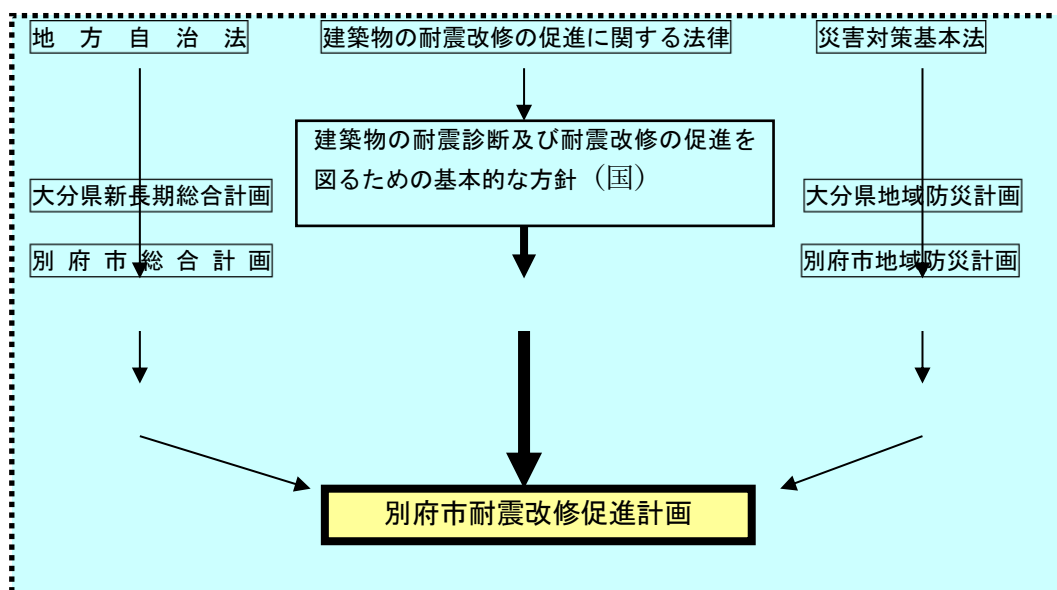 地方自治法
建築物の耐震改修の促進に関する法律
災害対策基本法
建築物の耐震診断及び耐震改修の促進を
図るための基本的な方針（国）
大分県新長期総合計画
大分県地域防災計画
別府市総合計画
別府市地域防災計画
別府市耐震改修促進計画